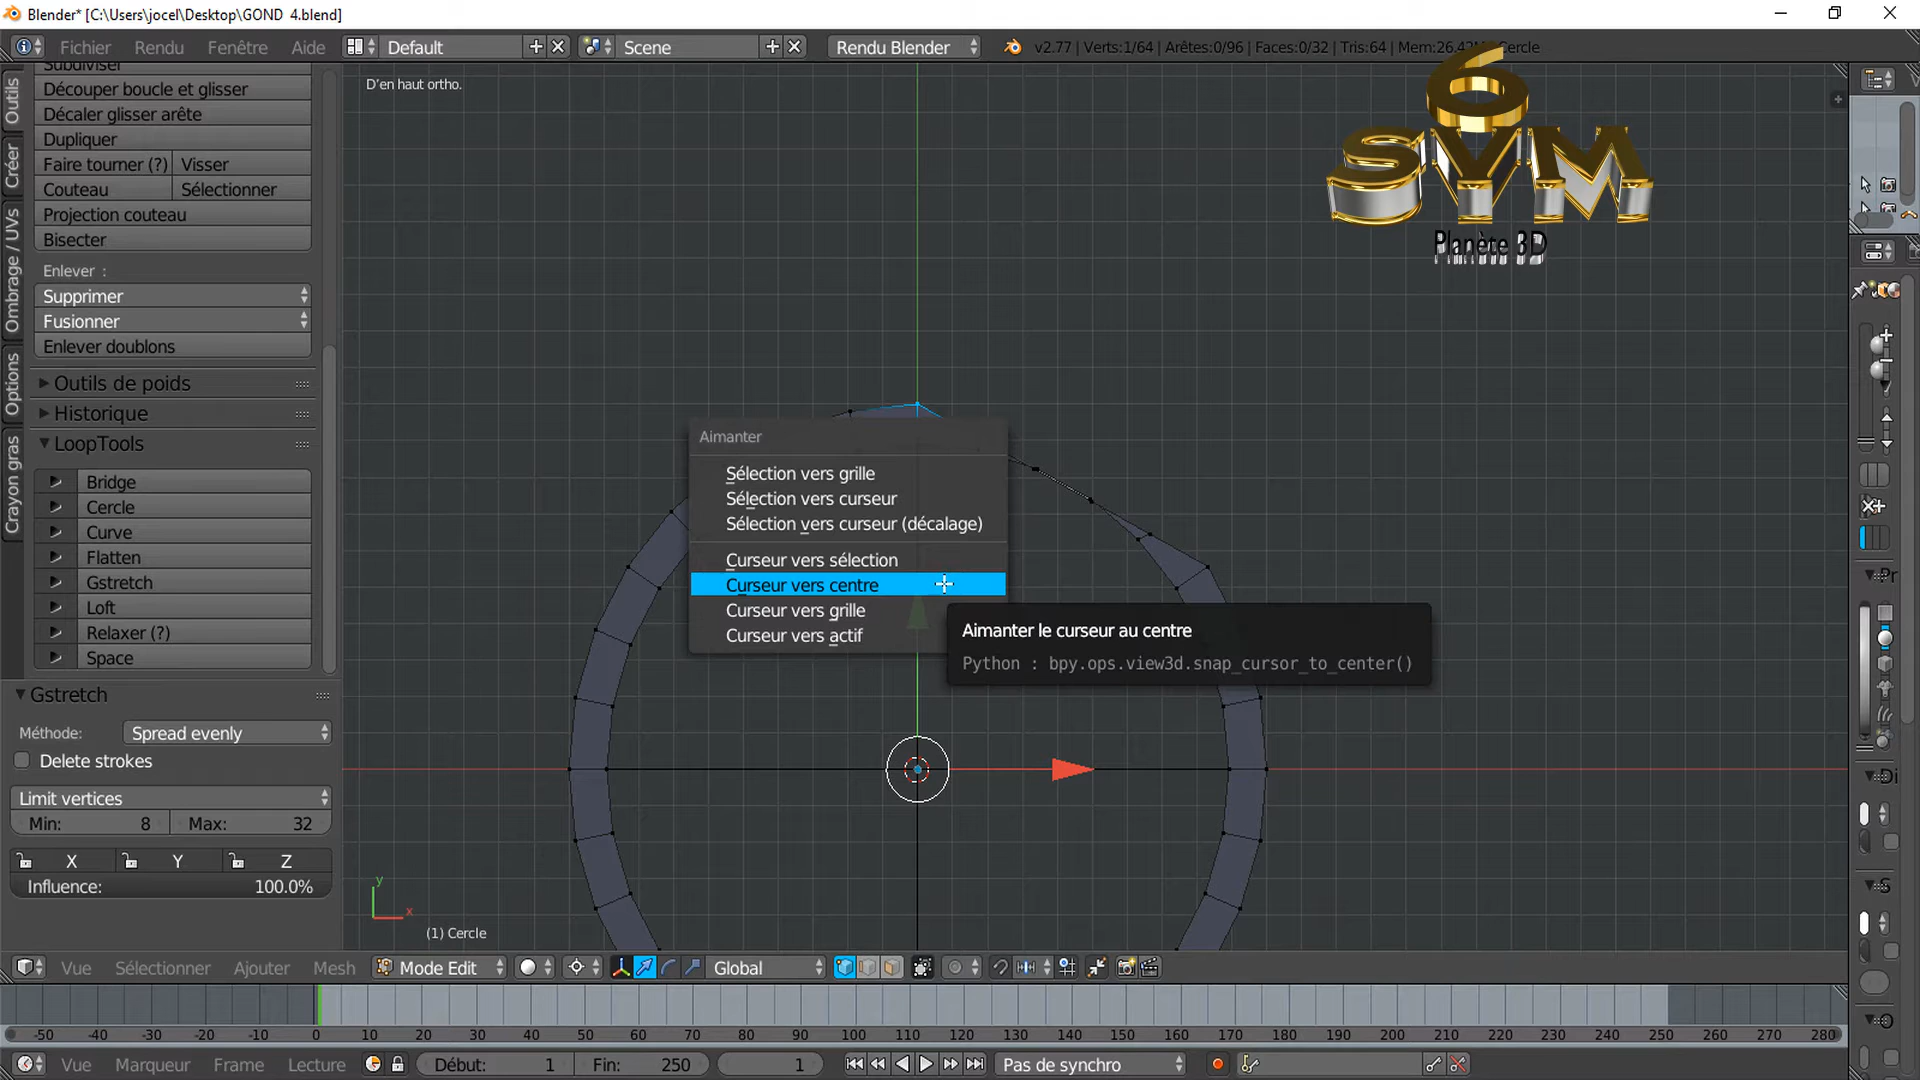 Blender* [C:\Users\jocel\Desktop\GOND 4.blend]
Fichier Rendu Fenêtre Aide Default Scene Rendu Blender v2.77 | Verts:1/64 | Arêtes:0/96 | Faces:0/32 | Tris:64 | Mem:26.42M | Cercle
Outils
Créer
Ombrage / UVs
Options
Crayon gras
Subdiviser
Découper boucle et glisser
Décaler glisser arête
Dupliquer
Faire tourner (?) Visser
Couteau Sélectionner
Projection couteau
Bisecter
Enlever :
Supprimer
Fusionner
Enlever doublons
Outils de poids
Historique
LoopTools
Bridge
Cercle
Curve
Flatten
Gstretch
Loft
Relaxer (?)
Space
Gstretch
Méthode: Spread evenly
Delete strokes
Limit vertices
Min: 8 Max: 32
X Y Z
Influence: 100.0%
D'en haut ortho.
6
SYM
Planète 3D
Aimanter
Sélection vers grille
Sélection vers curseur
Sélection vers curseur (décalage)
Curseur vers sélection
Curseur vers centre
Curseur vers grille
Curseur vers actif
Aimanter le curseur au centre
Python : bpy.ops.view3d.snap_cursor_to_center()
y
x
(1) Cercle
Vue Sélectionner Ajouter Mesh Mode Edit Global
-50 -40 -30 -20 -10 0 10 20 30 40 50 60 70 80 90 100 110 120 130 140 150 160 170 180 190 200 210 220 230 240 250 260 270 280
Vue Marqueur Frame Lecture Début: 1 Fin: 250 1 Pas de synchro